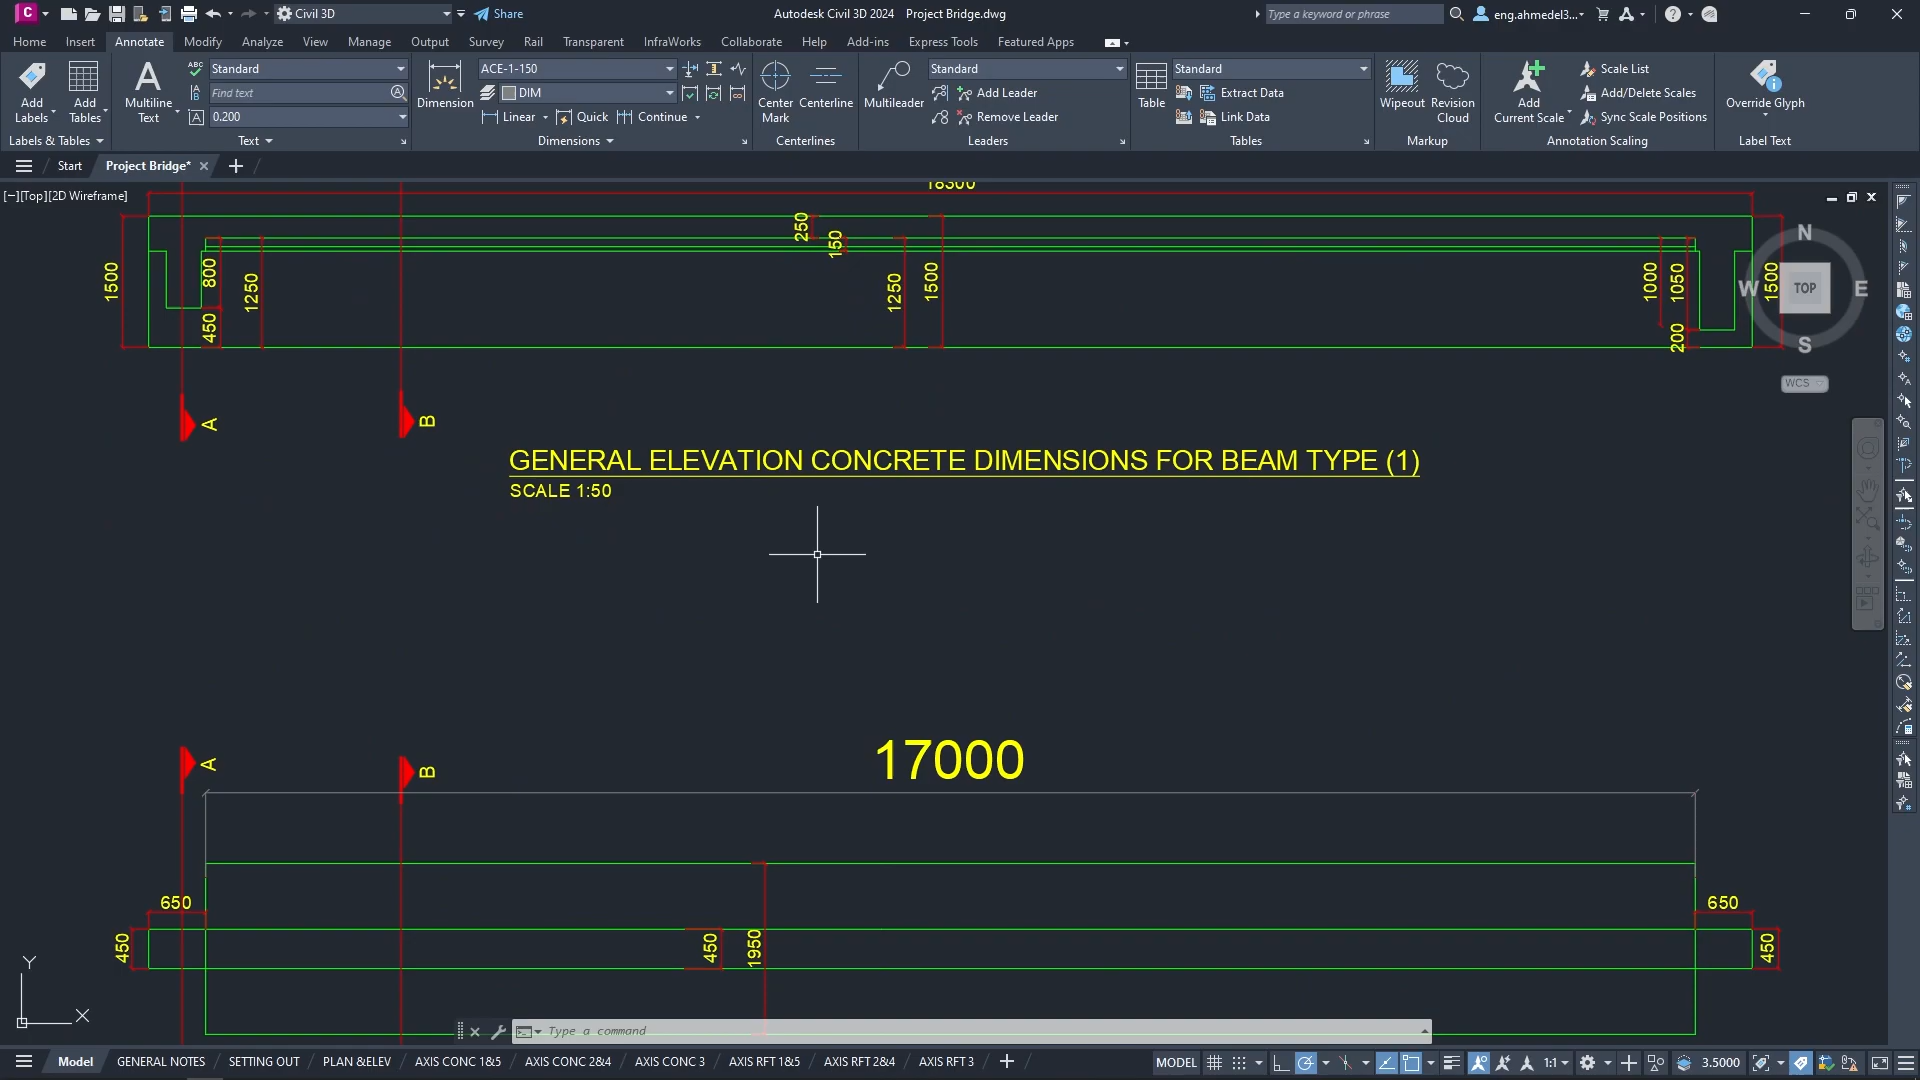 C Civil 3D Share Autodesk Civil 3D 2024 Project Bridge.dwg Type a keyword or phrase eng.ahmedel3...
Home Insert Annotate Modify Analyze View Manage Output Survey Rail Transparent InfraWorks Collaborate Help Add-ins Express Tools Featured Apps
Standard ACE-1-150 Standard Standard Scale List
Find text DIM Add Leader Extract Data Add/Delete Scales
Add Labels Add Tables Multiline Text Dimension Center Mark Centerline Multileader Table Wipeout Revision Cloud Add Current Scale Override Glyph
0.200 Linear Quick Continue Remove Leader Link Data Sync Scale Positions
Labels & Tables Text Dimensions Centerlines Leaders Tables Markup Annotation Scaling Label Text
Start Project Bridge*
[−][Top][2D Wireframe]
18300
1500 800 450 1250 250 150 1250 1500 1000 1050 200 1500
N
W TOP E
S
WCS
A B
GENERAL ELEVATION CONCRETE DIMENSIONS FOR BEAM TYPE (1)
SCALE 1:50
17000
A B
650 650
450 450 1950 450
Y
X
Type a command
Model GENERAL NOTES SETTING OUT PLAN &ELEV AXIS CONC 1&5 AXIS CONC 2&4 AXIS CONC 3 AXIS RFT 1&5 AXIS RFT 2&4 AXIS RFT 3 MODEL 1:1 3.5000